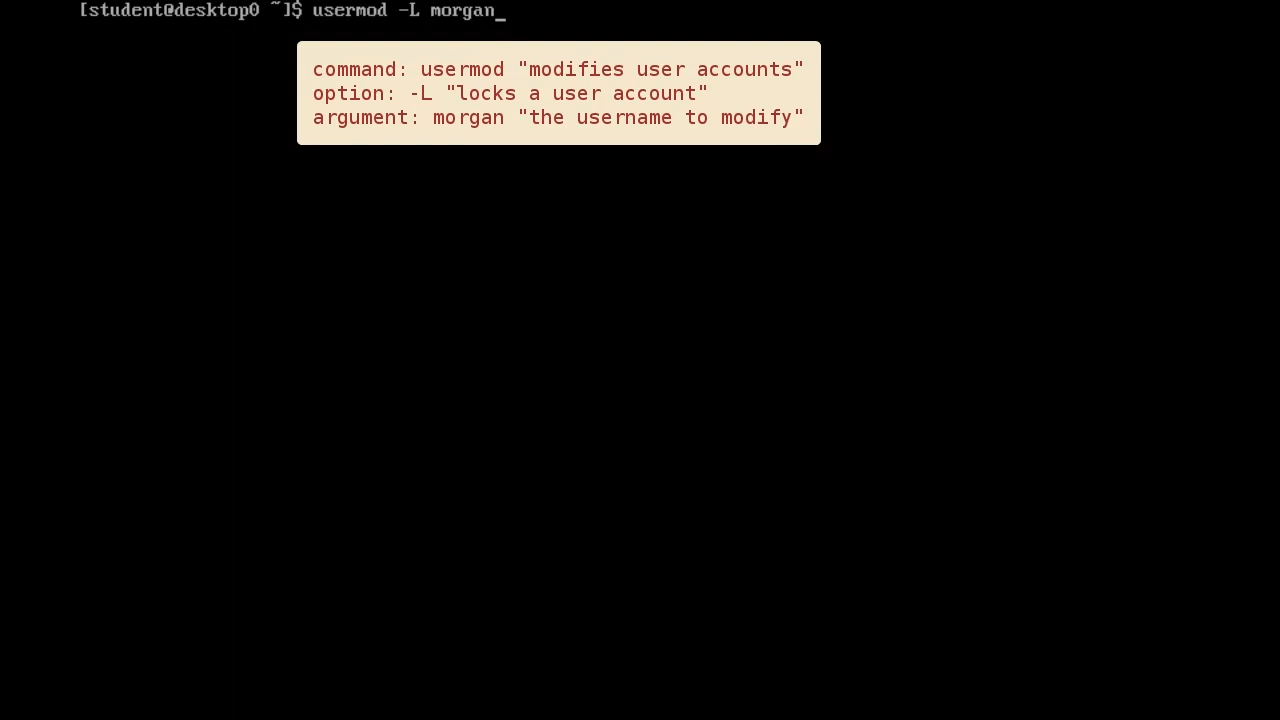 [student@desktop0 ~]$ usermod -L morgan_
command: usermod "modifies user accounts"
option: -L "locks a user account"
argument: morgan "the username to modify"